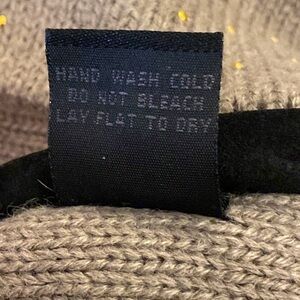 HAND WASH COLD
DO NOT BLEACH
LAY FLAT TO DRY